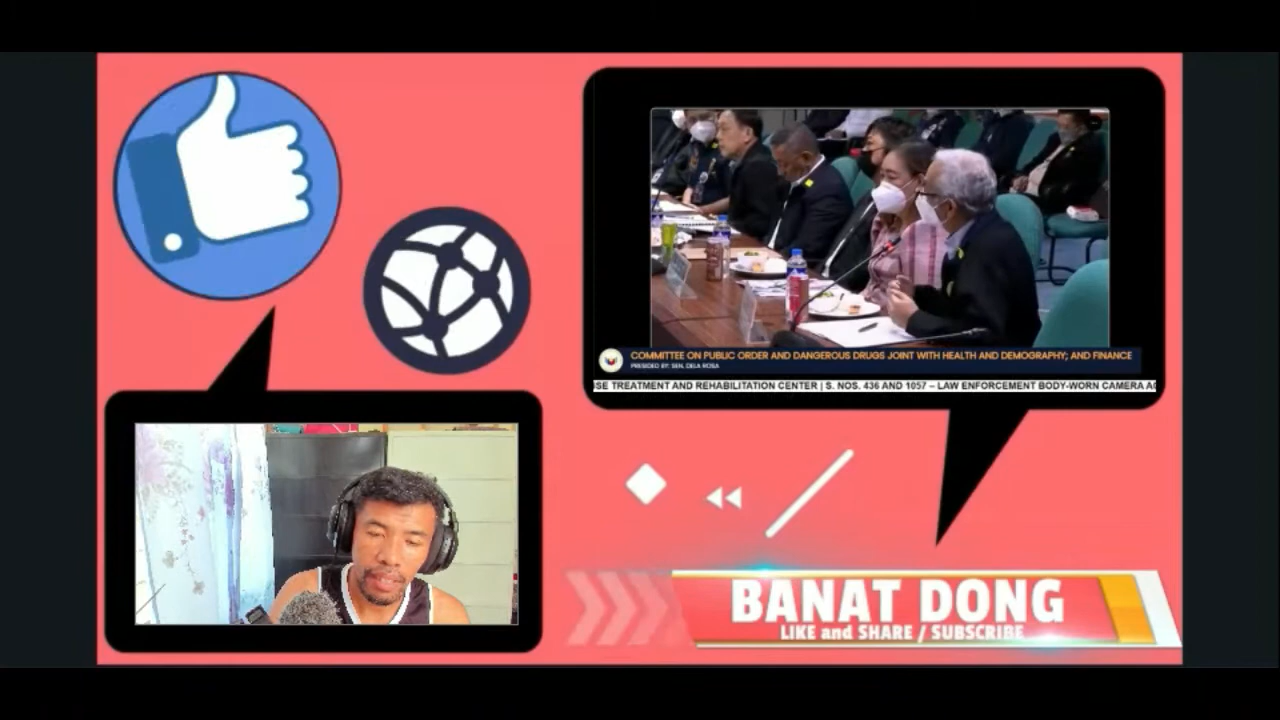 COMMITTEE ON PUBLIC ORDER AND DANGEROUS DRUGS JOINT WITH HEALTH AND DEMOGRAPHY; AND FINANCE
PRESIDED BY: SEN. DELA ROSA
SE TREATMENT AND REHABILITATION CENTER | S. NOS. 436 AND 1057 – LAW ENFORCEMENT BODY-WORN CAMERA AC
BANAT DONG
LIKE and SHARE / SUBSCRIBE